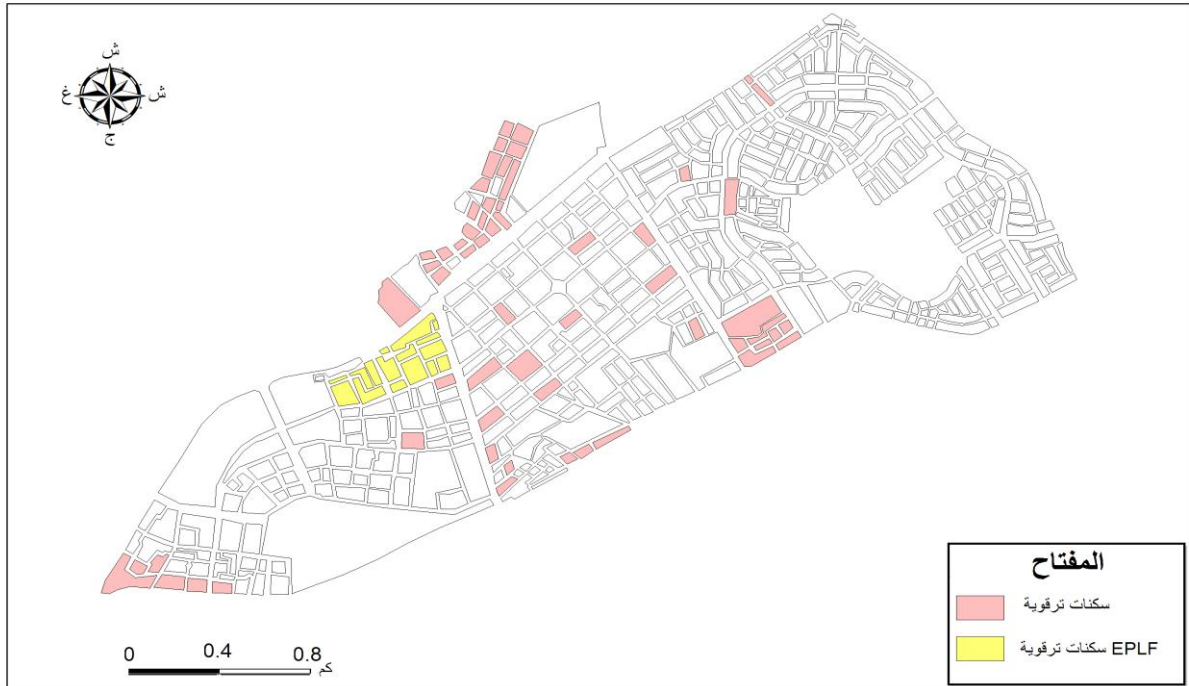 ش
غ
ش
ج
المفتاح
سكنات ترقوية
سكنات ترقوية EPLF
0 0.4 0.8
كم